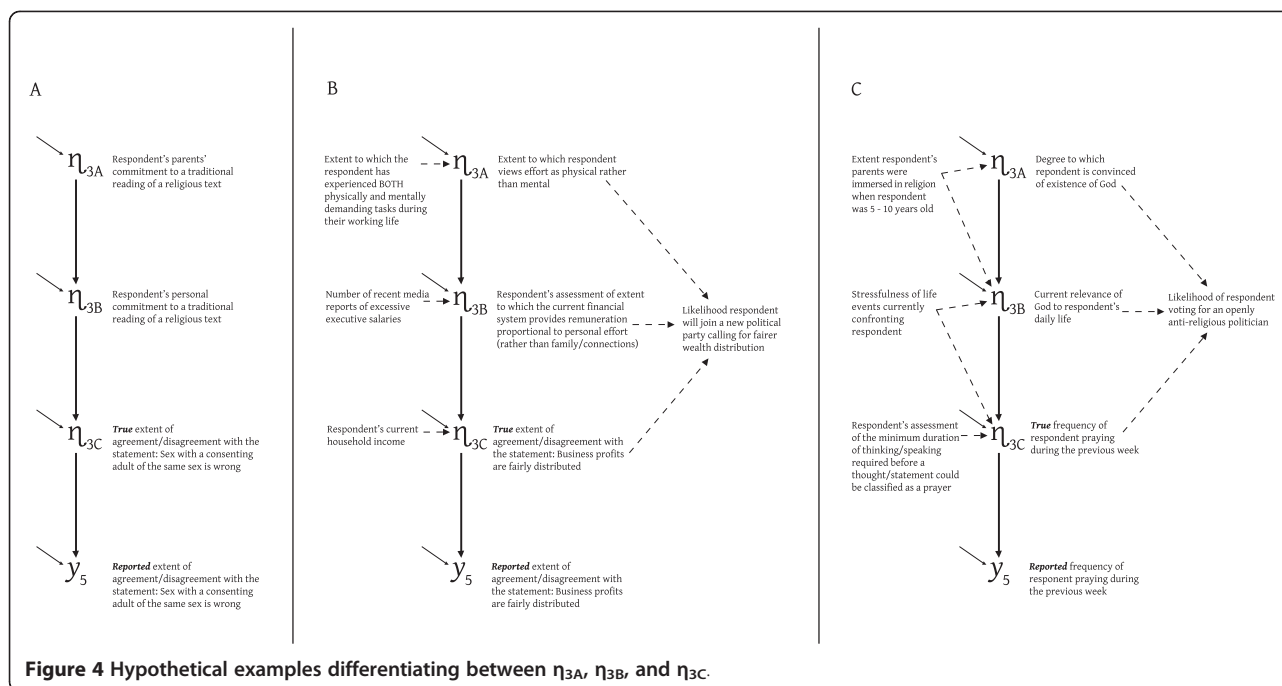 A
η3A
Respondent's parents'
commitment to a traditional
reading of a religious text
η3B
Respondent's personal
commitment to a traditional
reading of a religious text
η3C
True extent of
agreement/disagreement with the
statement: Sex with a consenting
adult of the same sex is wrong
y5
Reported extent of
agreement/disagreement with the
statement: Sex with a consenting
adult of the same sex is wrong
B
Extent to which the
respondent has
experienced BOTH
physically and mentally
demanding tasks during
their working life
η3A
Extent to which respondent
views effort as physical rather
than mental
Number of recent media
reports of excessive
executive salaries
η3B
Respondent's assessment of extent
to which the current financial
system provides remuneration
proportional to personal effort
(rather than family/connections)
Likelihood respondent
will join a new political
party calling for fairer
wealth distribution
Respondent's current
household income
η3C
True extent of
agreement/disagreement with
the statement: Business profits
are fairly distributed
y5
Reported extent of
agreement/disagreement with
the statement: Business profits
are fairly distributed
C
Extent respondent's
parents were
immersed in religion
when respondent
was 5 - 10 years old
η3A
Degree to which
repondent is convinced
of existence of God
Stressfulness of life
events currently
confronting
respondent
η3B
Current relevance of
God to respondent's
daily life
Likelihood of respondent
voting for an openly
anti-religious politician
Respondent's assessment
of the minimum duration
of thinking/speaking
required before a
thought/statement could
be classified as a prayer
η3C
True frequency of
respondent praying
during the previous week
y5
Reported frequency of
responent praying during
the previous week
Figure 4 Hypothetical examples differentiating between η3A, η3B, and η3C.